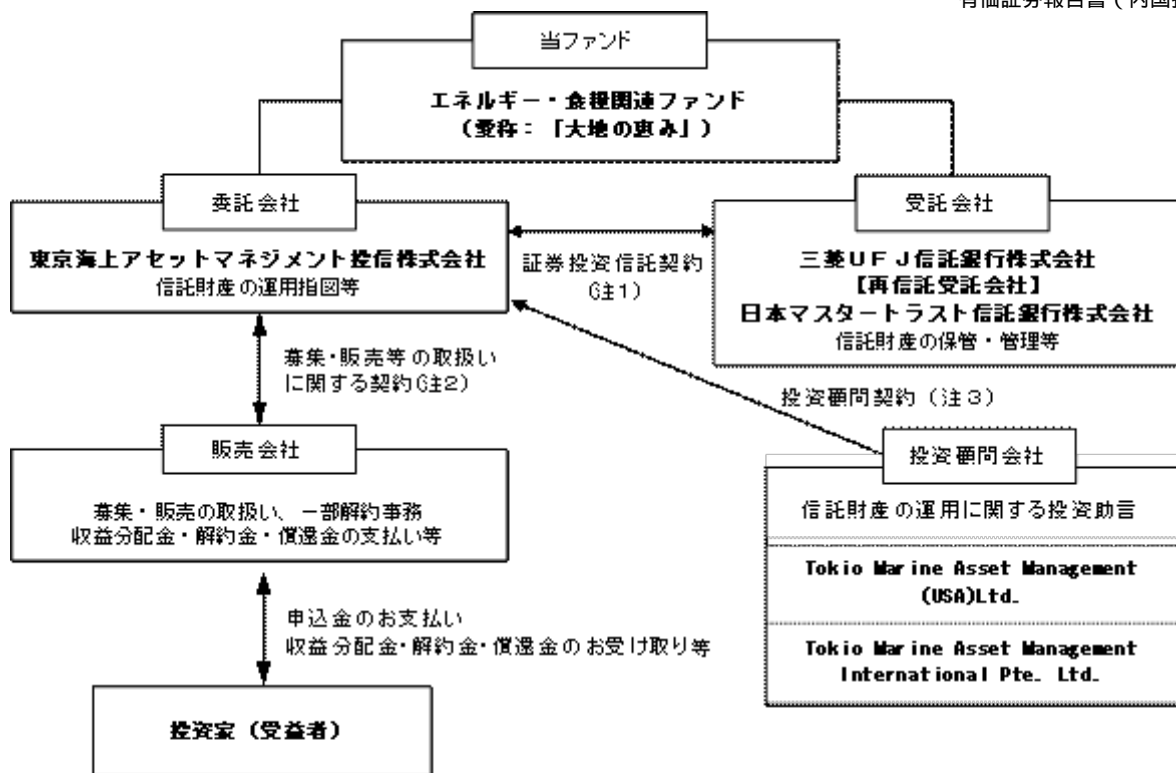 有価証券報告書(内国投
当ファンド
エネルギー・食糧関連ファンド
(愛称:「大地の恵み」)
委託会社
東京海上アセットマネジメント投信株式会社
信託財産の運用指図等
証券投資信託契約
(注1)
受託会社
三菱UFJ信託銀行株式会社
【再信託受託会社】
日本マスタートラスト信託銀行株式会社
信託財産の保管・管理等
募集・販売等の取扱い
に関する契約(注2)
投資顧問契約(注3)
販売会社
募集・販売の取扱い、一部解約事務
収益分配金・解約金・償還金の支払い等
投資顧問会社
信託財産の運用に関する投資助言
Tokio Marine Asset Management
(USA)Ltd.
Tokio Marine Asset Management
International Pte. Ltd.
申込金のお支払い
収益分配金・解約金・償還金のお受け取り等
投資家(受益者)